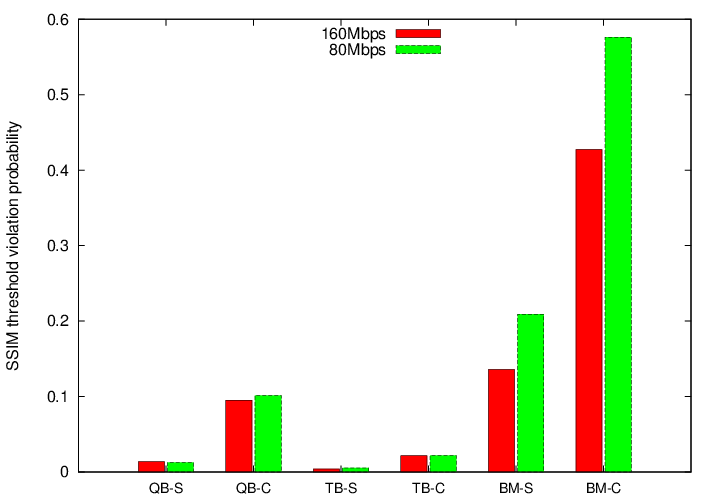 0.6
160Mbps
80Mbps
0.5
0.4
0.3
0.2
0.1
0
SSIM threshold violation probability
QB-S QB-C TB-S TB-C BM-S BM-C